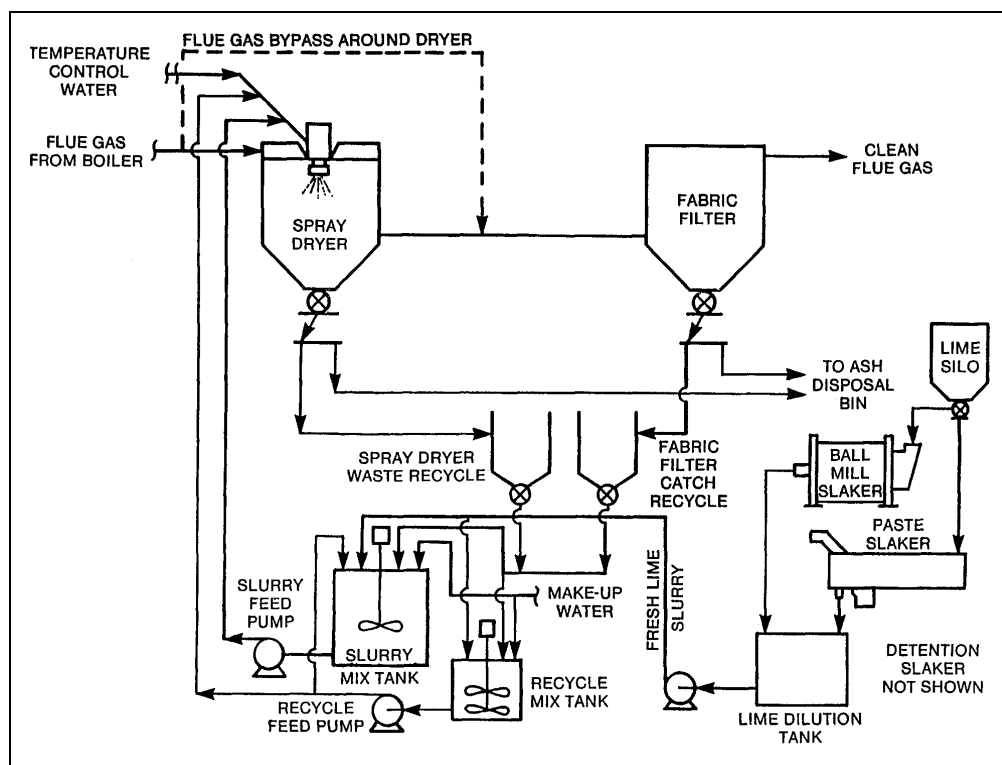 FLUE GAS BYPASS AROUND DRYER
TEMPERATURE
CONTROL
WATER
FLUE GAS
FROM BOILER
CLEAN
FLUE GAS
SPRAY
DRYER
FABRIC
FILTER
LIME
SILO
TO ASH
DISPOSAL
BIN
SPRAY DRYER
WASTE RECYCLE
FABRIC
FILTER
CATCH
RECYCLE
BALL
MILL
SLAKER
PASTE
SLAKER
SLURRY
FEED
PUMP
SLURRY
MIX TANK
MAKE-UP
WATER
FRESH LIME
SLURRY
RECYCLE
MIX TANK
RECYCLE
FEED PUMP
LIME DILUTION
TANK
DETENTION
SLAKER
NOT SHOWN